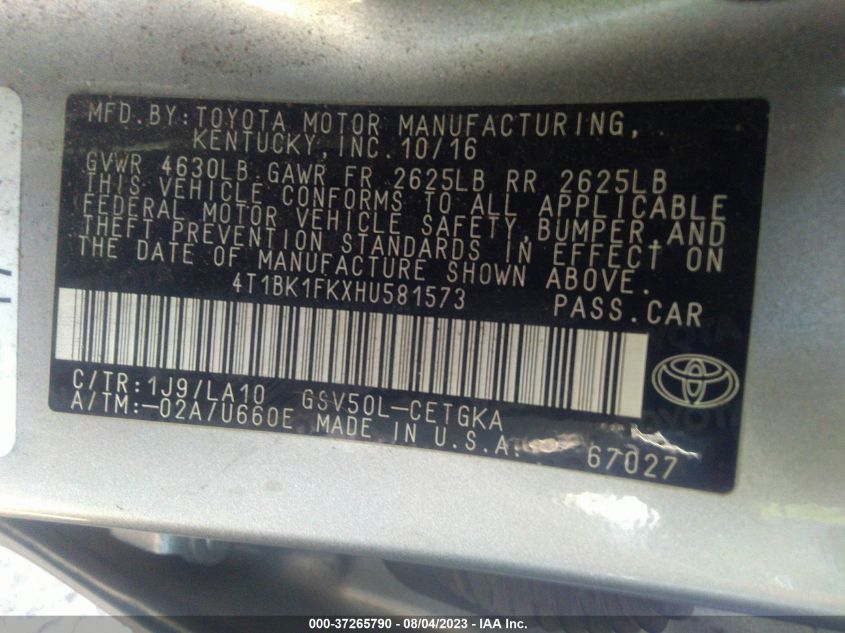 MFD. BY: TOYOTA MOTOR MANUFACTURING,
KENTUCKY, INC. 10/16
GVWR 4630LB GAWR FR 2625LB RR 2625LB
THIS VEHICLE CONFORMS TO ALL APPLICABLE
FEDERAL MOTOR VEHICLE SAFETY, BUMPER, AND
THEFT PREVENTION STANDARDS IN EFFECT ON
THE DATE OF MANUFACTURE SHOWN ABOVE.
4T1BK1FKXHU581573 PASS. CAR
C/TR: 1J9/LA10 GSV50L-CETGKA
A/TM:-02A/U660E MADE IN U.S.A. 67027
000-37265790 - 08/04/2023 - IAA Inc.